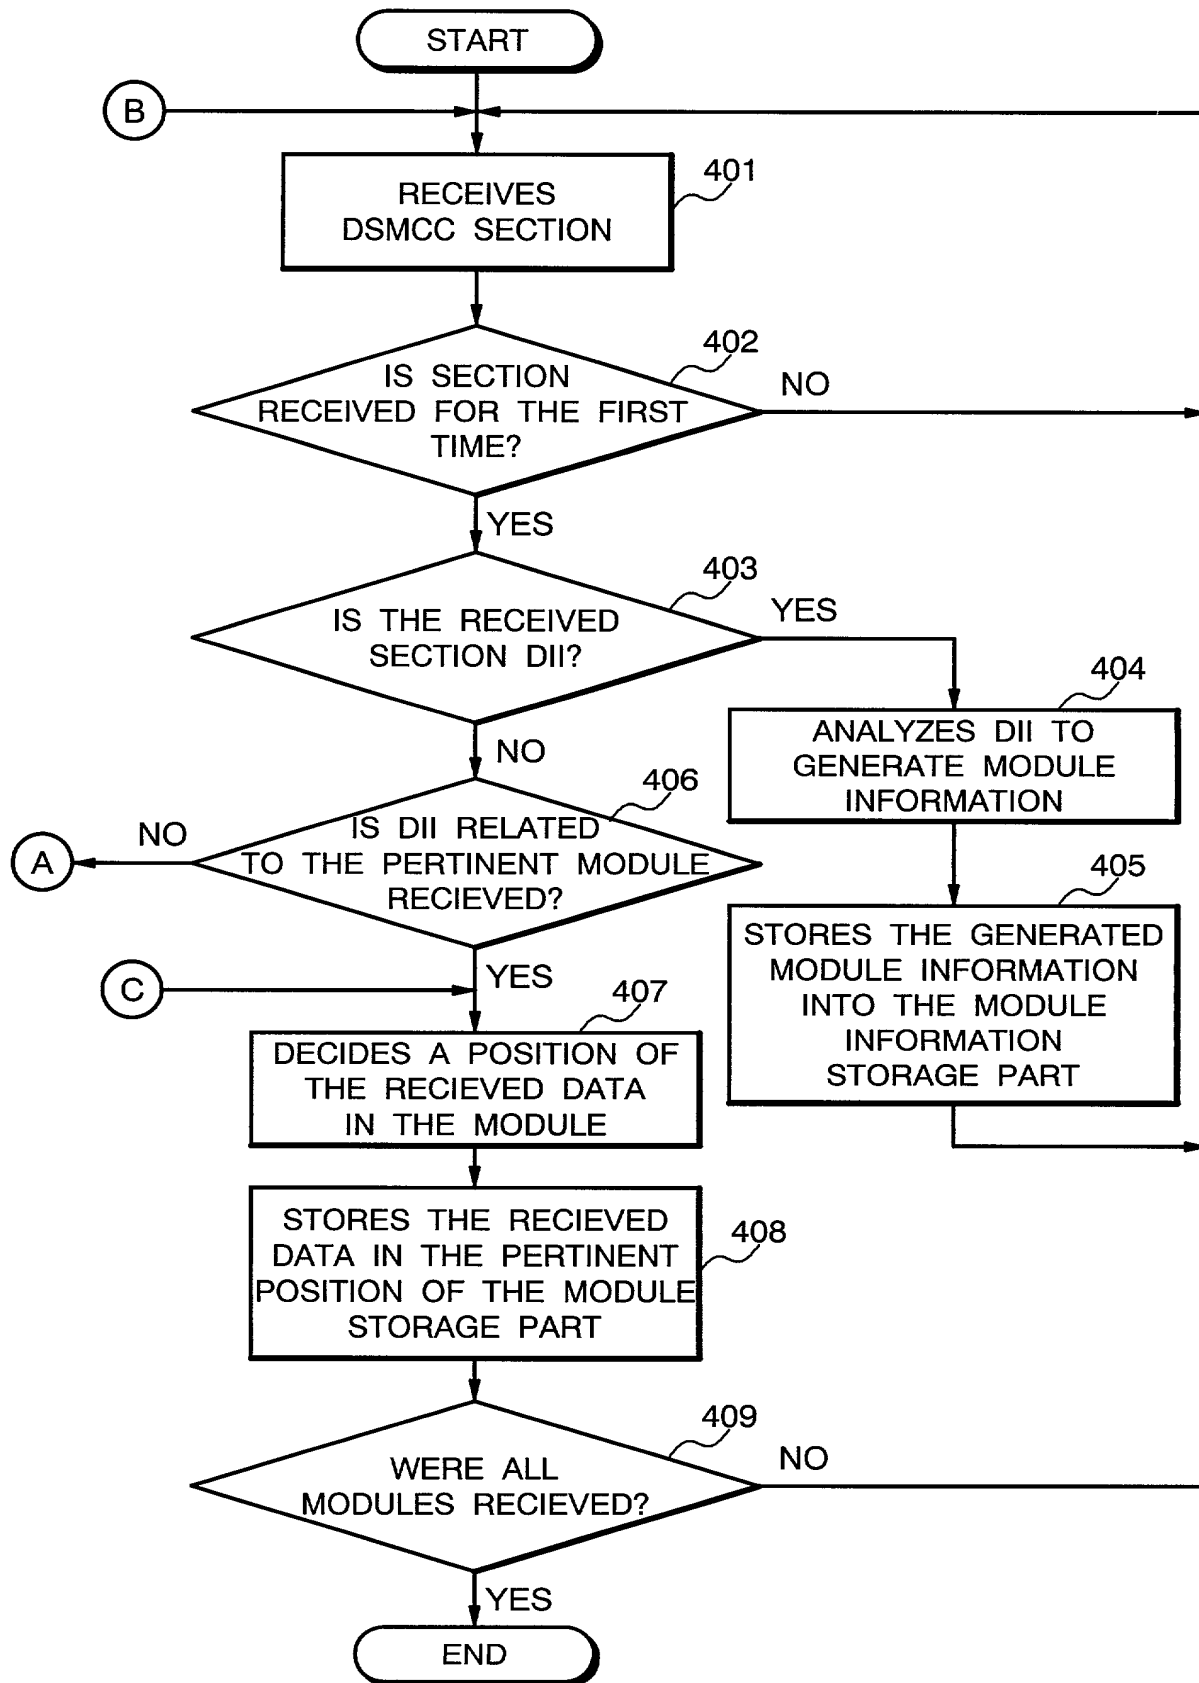 START
B
401
RECEIVES
DSMCC SECTION
402
IS SECTION
RECEIVED FOR THE FIRST
TIME?
NO
YES
403
IS THE RECEIVED
SECTION DII?
YES
NO
404
ANALYZES DII TO
GENERATE MODULE
INFORMATION
406
IS DII RELATED
TO THE PERTINENT MODULE
RECIEVED?
NO
A
YES
405
STORES THE GENERATED
MODULE INFORMATION
INTO THE MODULE
INFORMATION
STORAGE PART
C
407
DECIDES A POSITION OF
THE RECIEVED DATA
IN THE MODULE
408
STORES THE RECIEVED
DATA IN THE PERTINENT
POSITION OF THE MODULE
STORAGE PART
409
WERE ALL
MODULES RECIEVED?
NO
YES
END